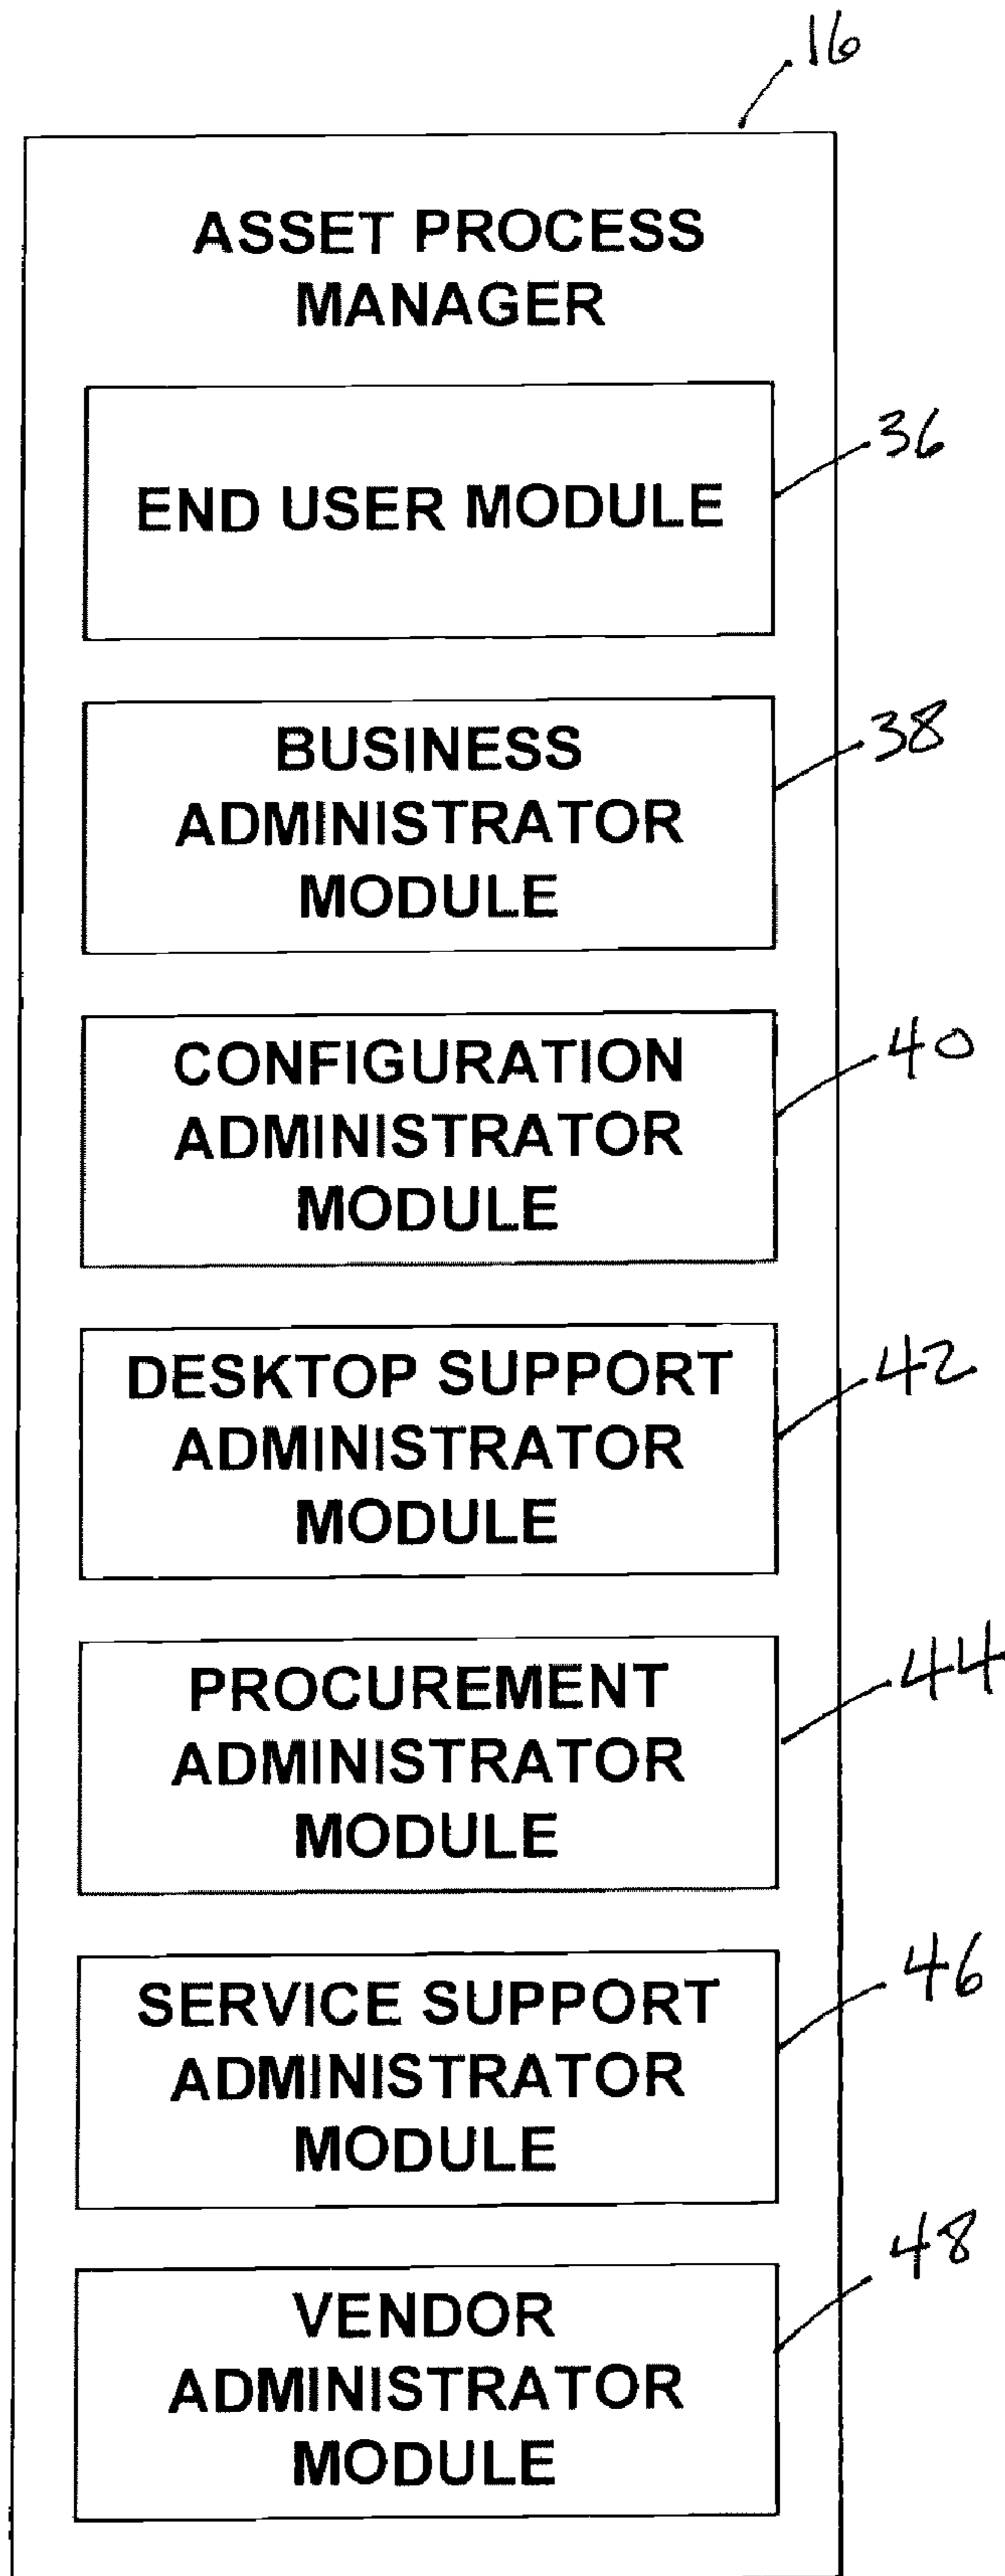 16
ASSET PROCESS
MANAGER
36
END USER MODULE
38
BUSINESS
ADMINISTRATOR
MODULE
40
CONFIGURATION
ADMINISTRATOR
MODULE
42
DESKTOP SUPPORT
ADMINISTRATOR
MODULE
44
PROCUREMENT
ADMINISTRATOR
MODULE
46
SERVICE SUPPORT
ADMINISTRATOR
MODULE
48
VENDOR
ADMINISTRATOR
MODULE